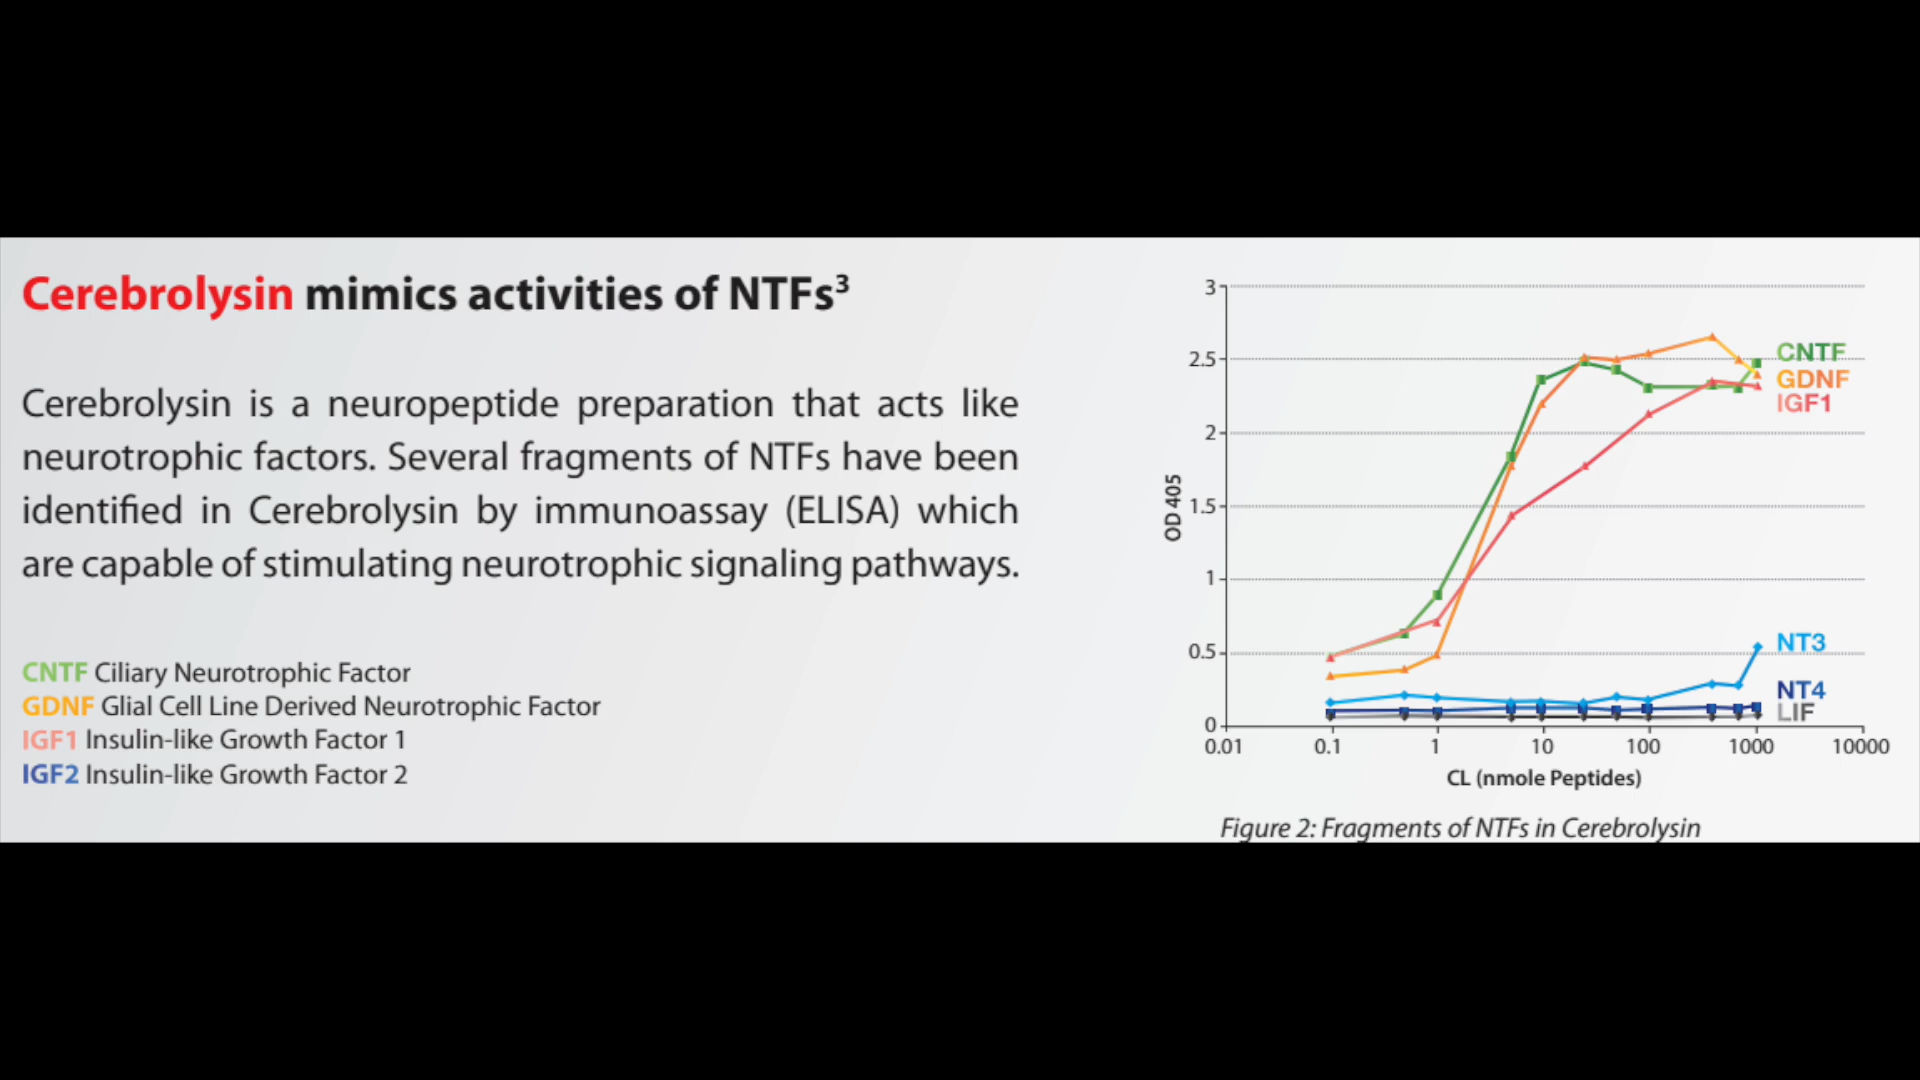 Cerebrolysin mimics activities of NTFs³
Cerebrolysin is a neuropeptide preparation that acts like
neurotrophic factors. Several fragments of NTFs have been
identified in Cerebrolysin by immunoassay (ELISA) which
are capable of stimulating neurotrophic signaling pathways.
CNTF Ciliary Neurotrophic Factor
GDNF Glial Cell Line Derived Neurotrophic Factor
IGF1 Insulin-like Growth Factor 1
IGF2 Insulin-like Growth Factor 2
OD 405
3
2.5
2
1.5
1
0.5
0
CNTF
GDNF
IGF1
NT3
NT4
LIF
0.01 0.1 1 10 100 1000 10000
CL (nmole Peptides)
Figure 2: Fragments of NTFs in Cerebrolysin